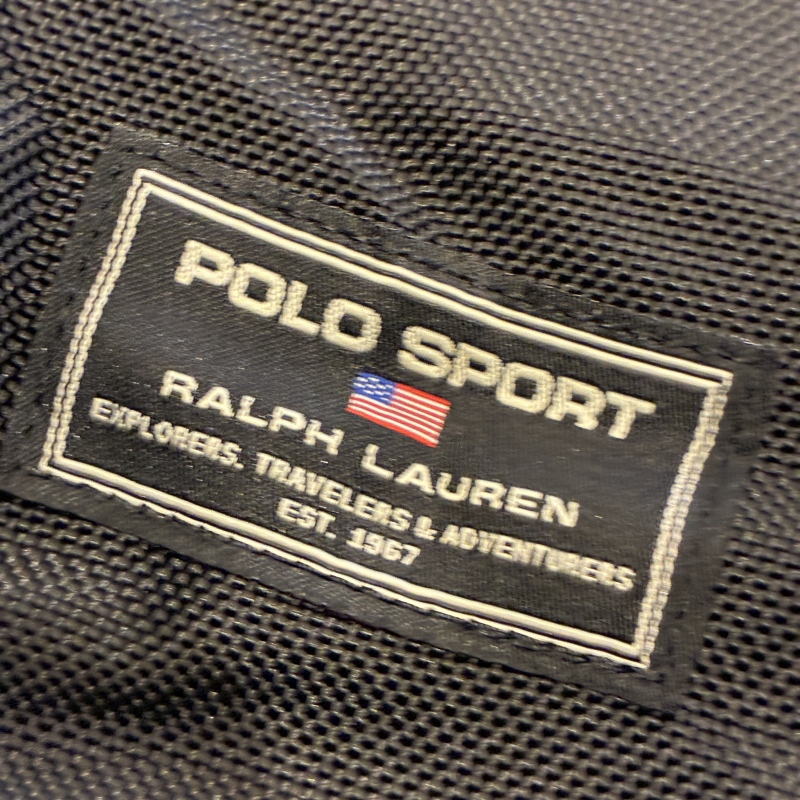 POLO SPORT
RALPH LAUREN
EXPLORERS, TRAVELERS & ADVENTURERS
EST. 1967